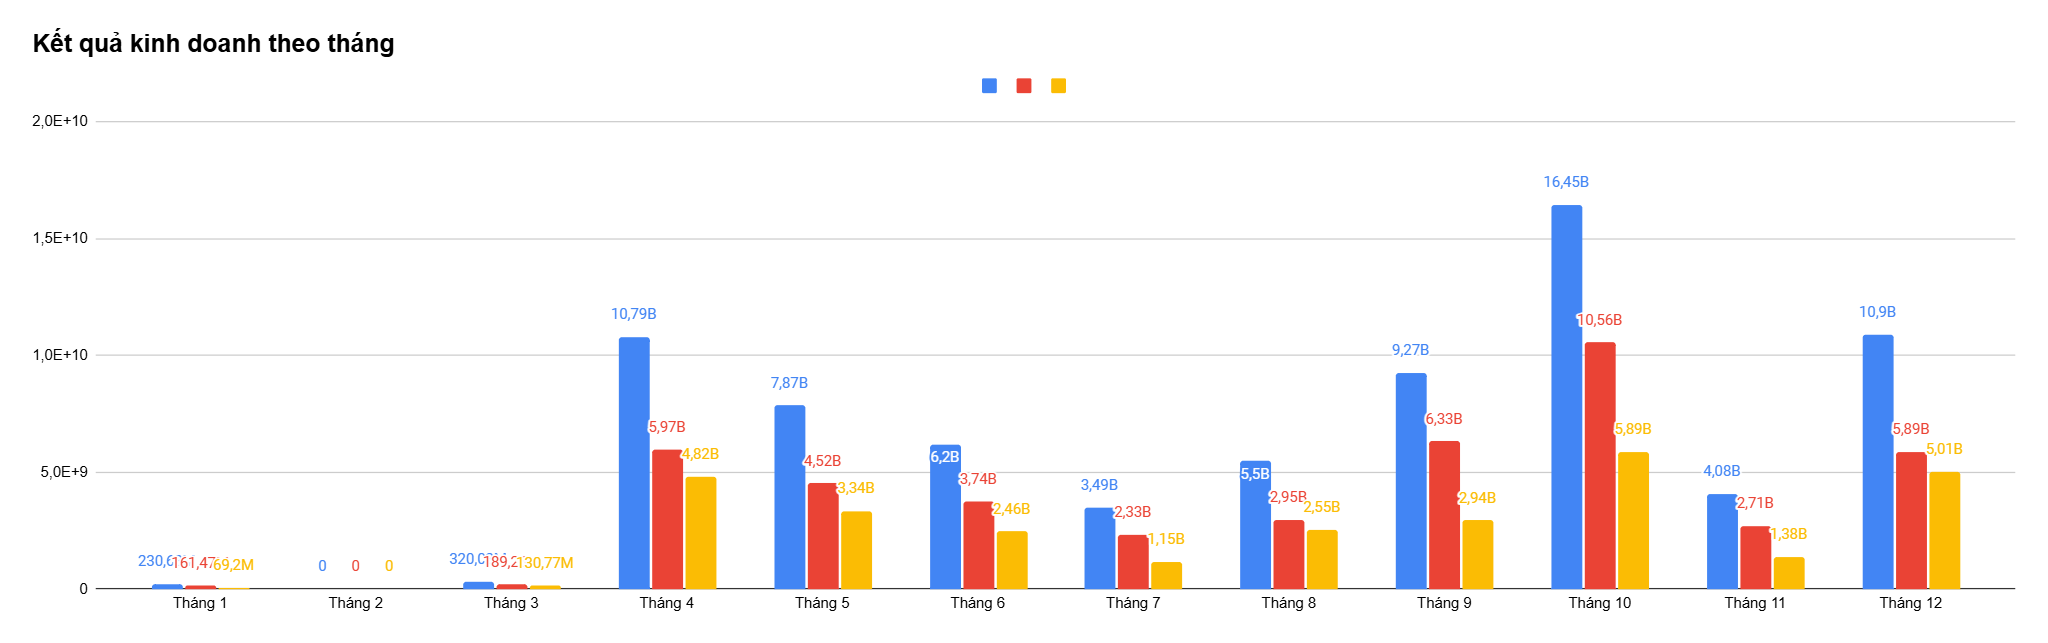 Kết quả kinh doanh theo tháng
2,0E+10
1,5E+10
1,0E+10
5,0E+9
0
69,2M
0 0 0
130,77M
10,79B 5,97B 4,82B
7,87B 4,52B 3,34B
6,2B 3,74B 2,46B
3,49B 2,33B 1,15B
5,5B 2,95B 2,55B
9,27B 6,33B 2,94B
16,45B 10,56B 5,89B
4,08B 2,71B 1,38B
10,9B 5,89B 5,01B
Tháng 1 Tháng 2 Tháng 3 Tháng 4 Tháng 5 Tháng 6 Tháng 7 Tháng 8 Tháng 9 Tháng 10 Tháng 11 Tháng 12